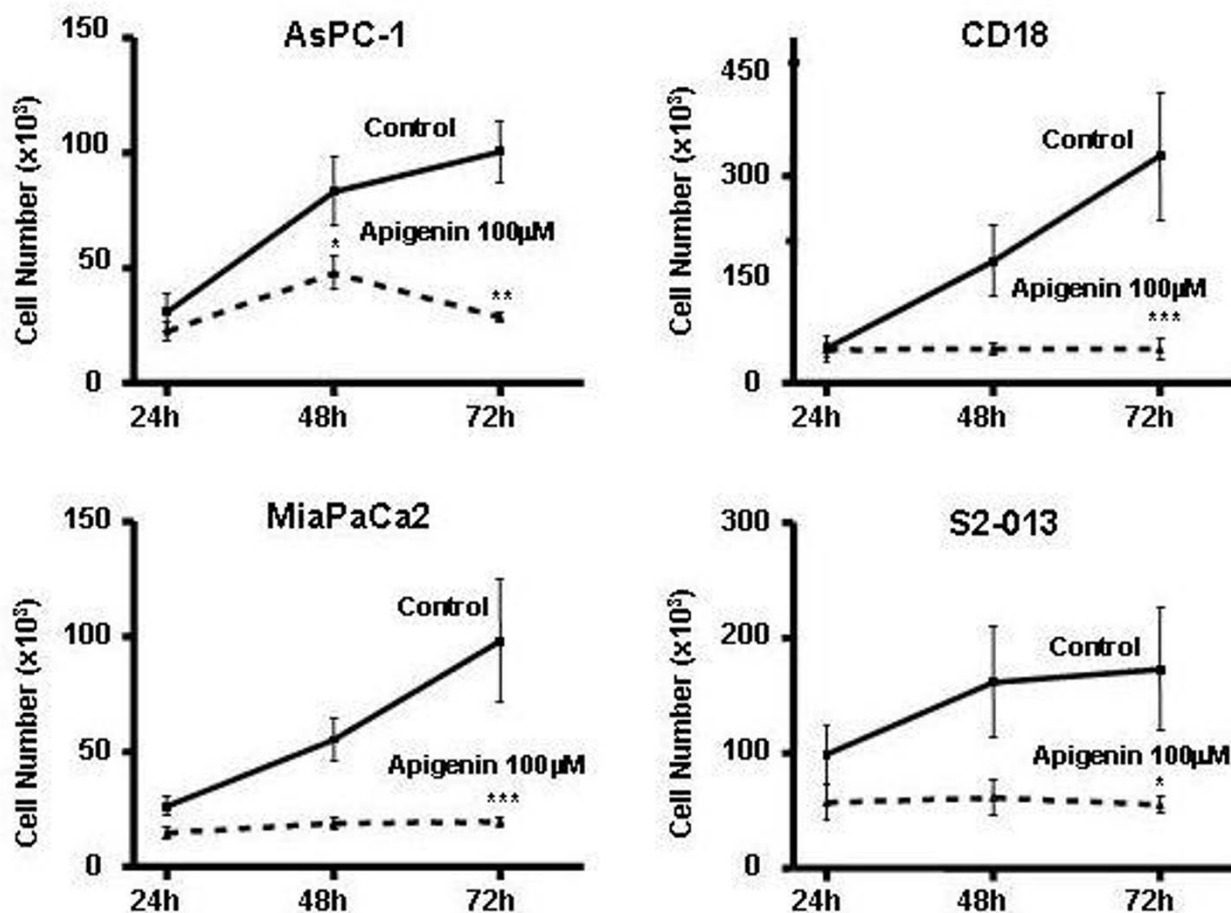 AsPC-1
Cell Number (x10³)
150
100
50
0
Control
Apigenin 100µM
*
**
24h 48h 72h
CD18
Cell Number (x10³)
450
300
150
0
Control
Apigenin 100µM
***
24h 48h 72h
MiaPaCa2
Cell Number (x10³)
150
100
50
0
Control
Apigenin 100µM
***
24h 48h 72h
S2-013
Cell Number (x10³)
300
200
100
0
Control
Apigenin 100µM
*
24h 48h 72h